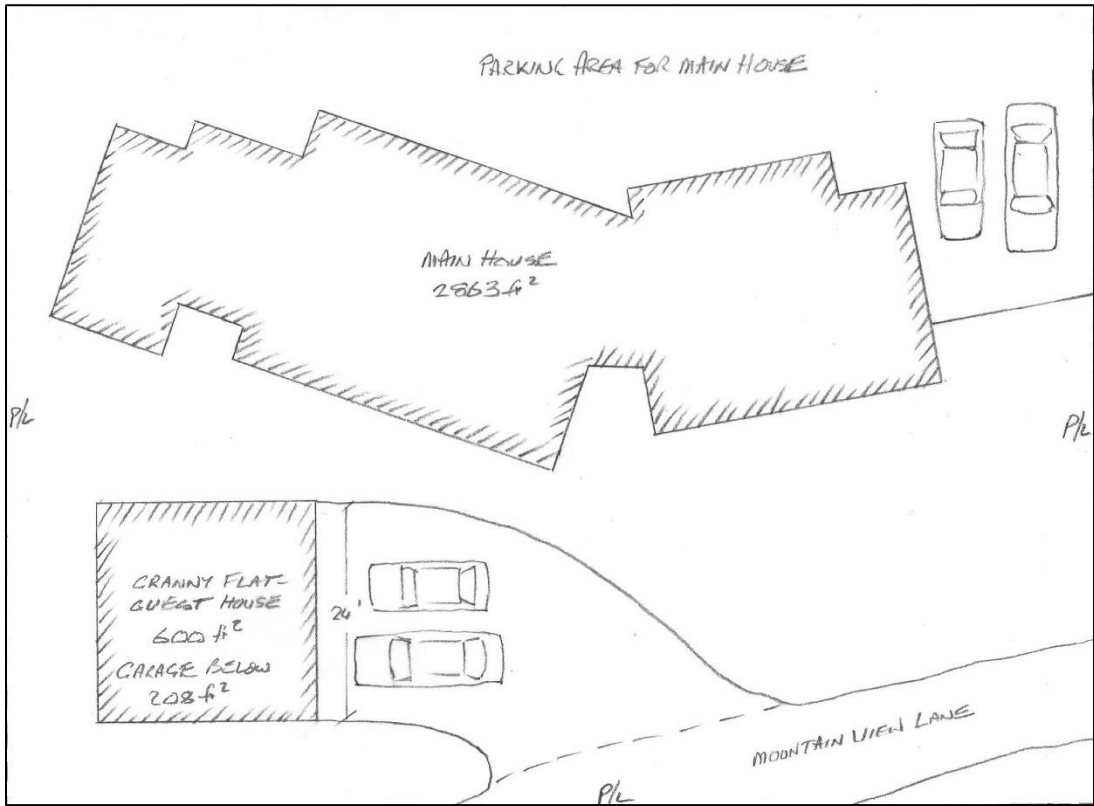 PARKING AREA FOR MAIN HOUSE
MAIN HOUSE
2863 ft²
P/L
P/L
GRANNY FLAT-
GUEST HOUSE
600 ft²
GARAGE BELOW
208 ft²
24'
MOUNTAIN VIEW LANE
P/L